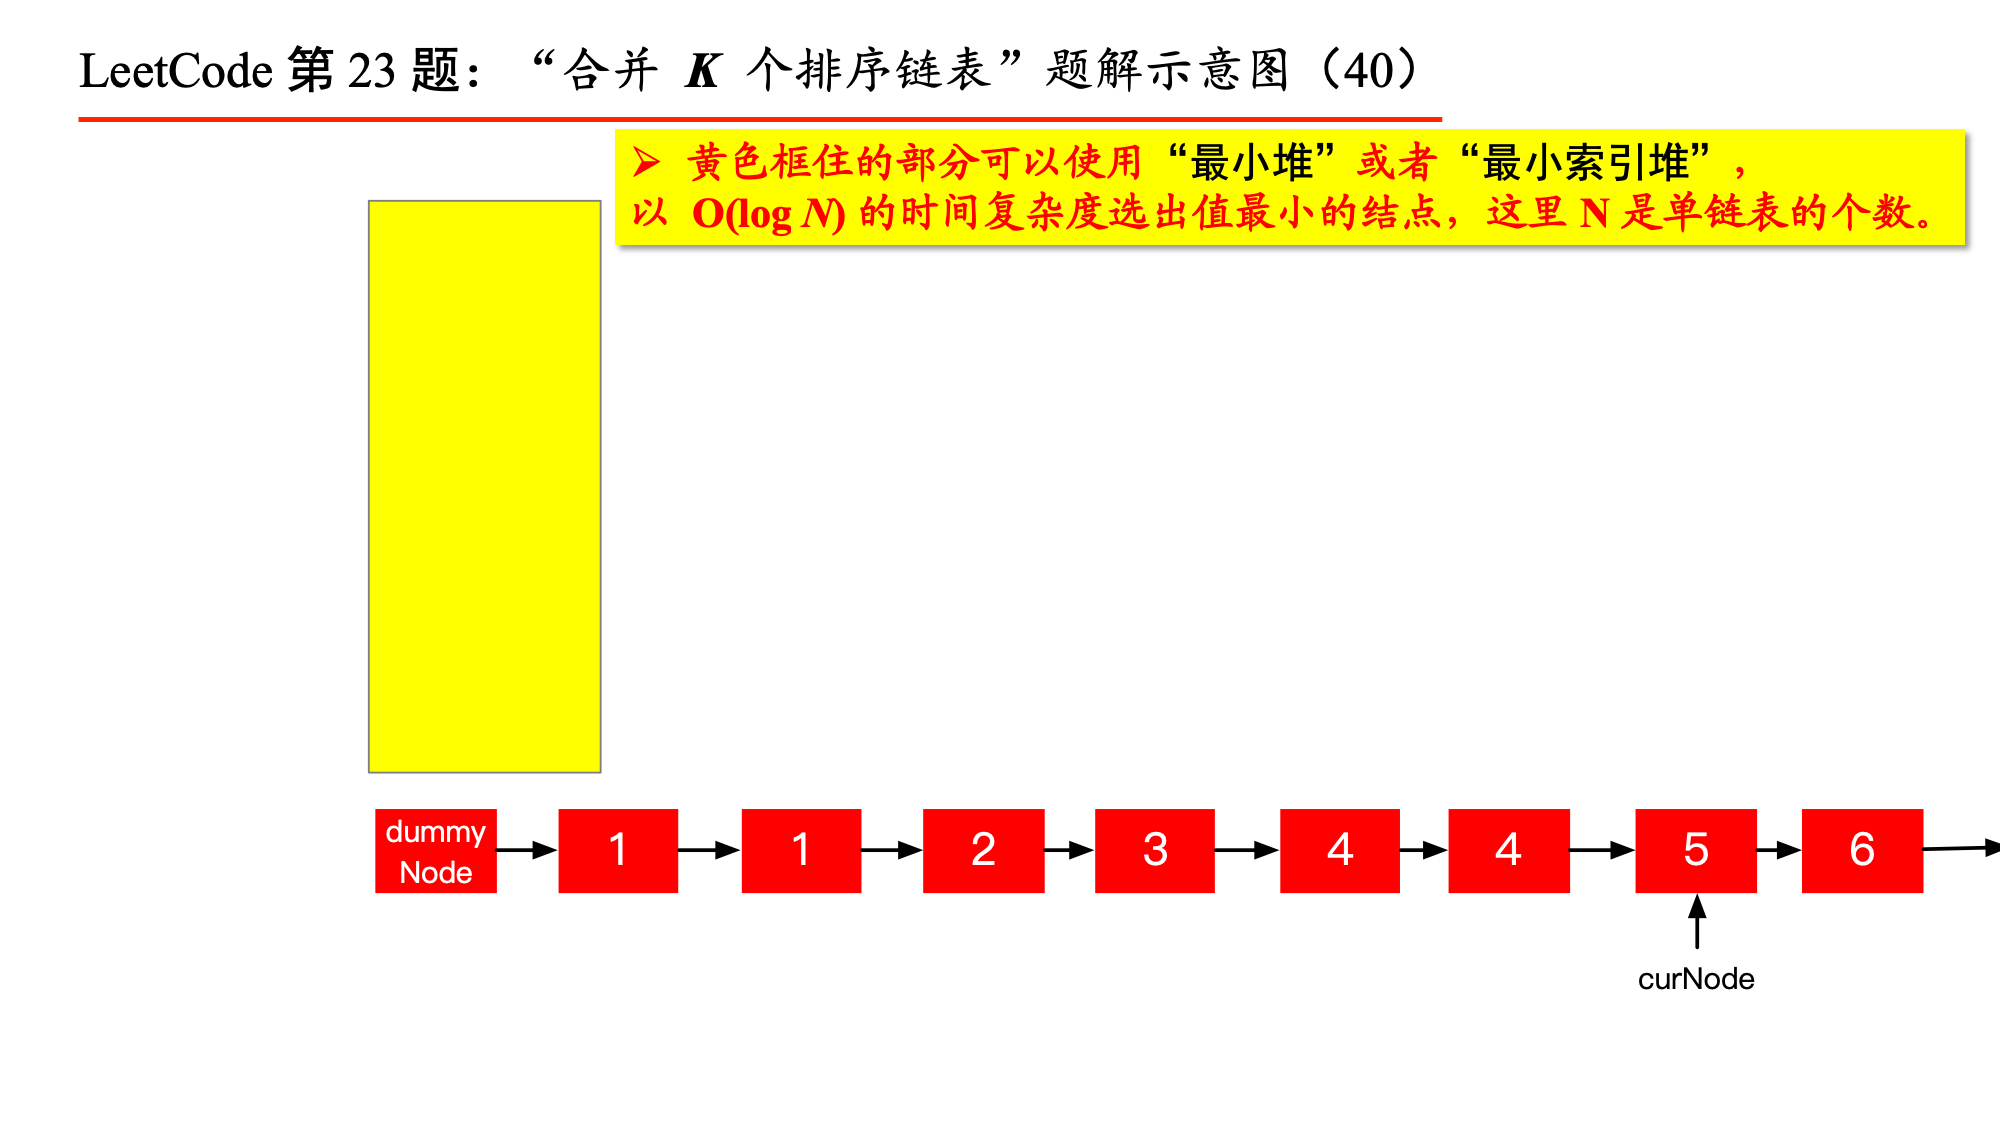 LeetCode 第 23 题：“合并 K 个排序链表”题解示意图（40）
➢ 黄色框住的部分可以使用“最小堆”或者“最小索引堆”，
以 O(log N) 的时间复杂度选出值最小的结点，这里 N 是单链表的个数。
dummy
Node
1
1
2
3
4
4
5
6
curNode